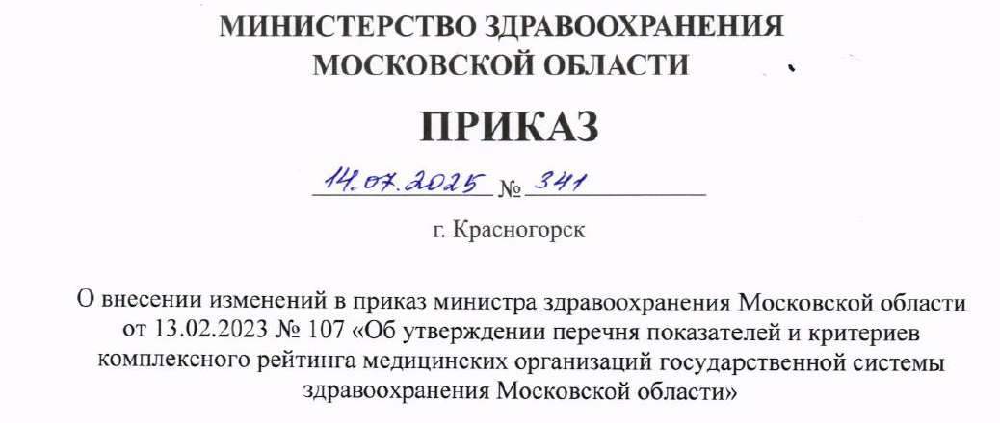 МИНИСТЕРСТВО ЗДРАВООХРАНЕНИЯ
МОСКОВСКОЙ ОБЛАСТИ
ПРИКАЗ
14.07.2025 № 341
г. Красногорск
О внесении изменений в приказ министра здравоохранения Московской области
от 13.02.2023 № 107 «Об утверждении перечня показателей и критериев
комплексного рейтинга медицинских организаций государственной системы
здравоохранения Московской области»